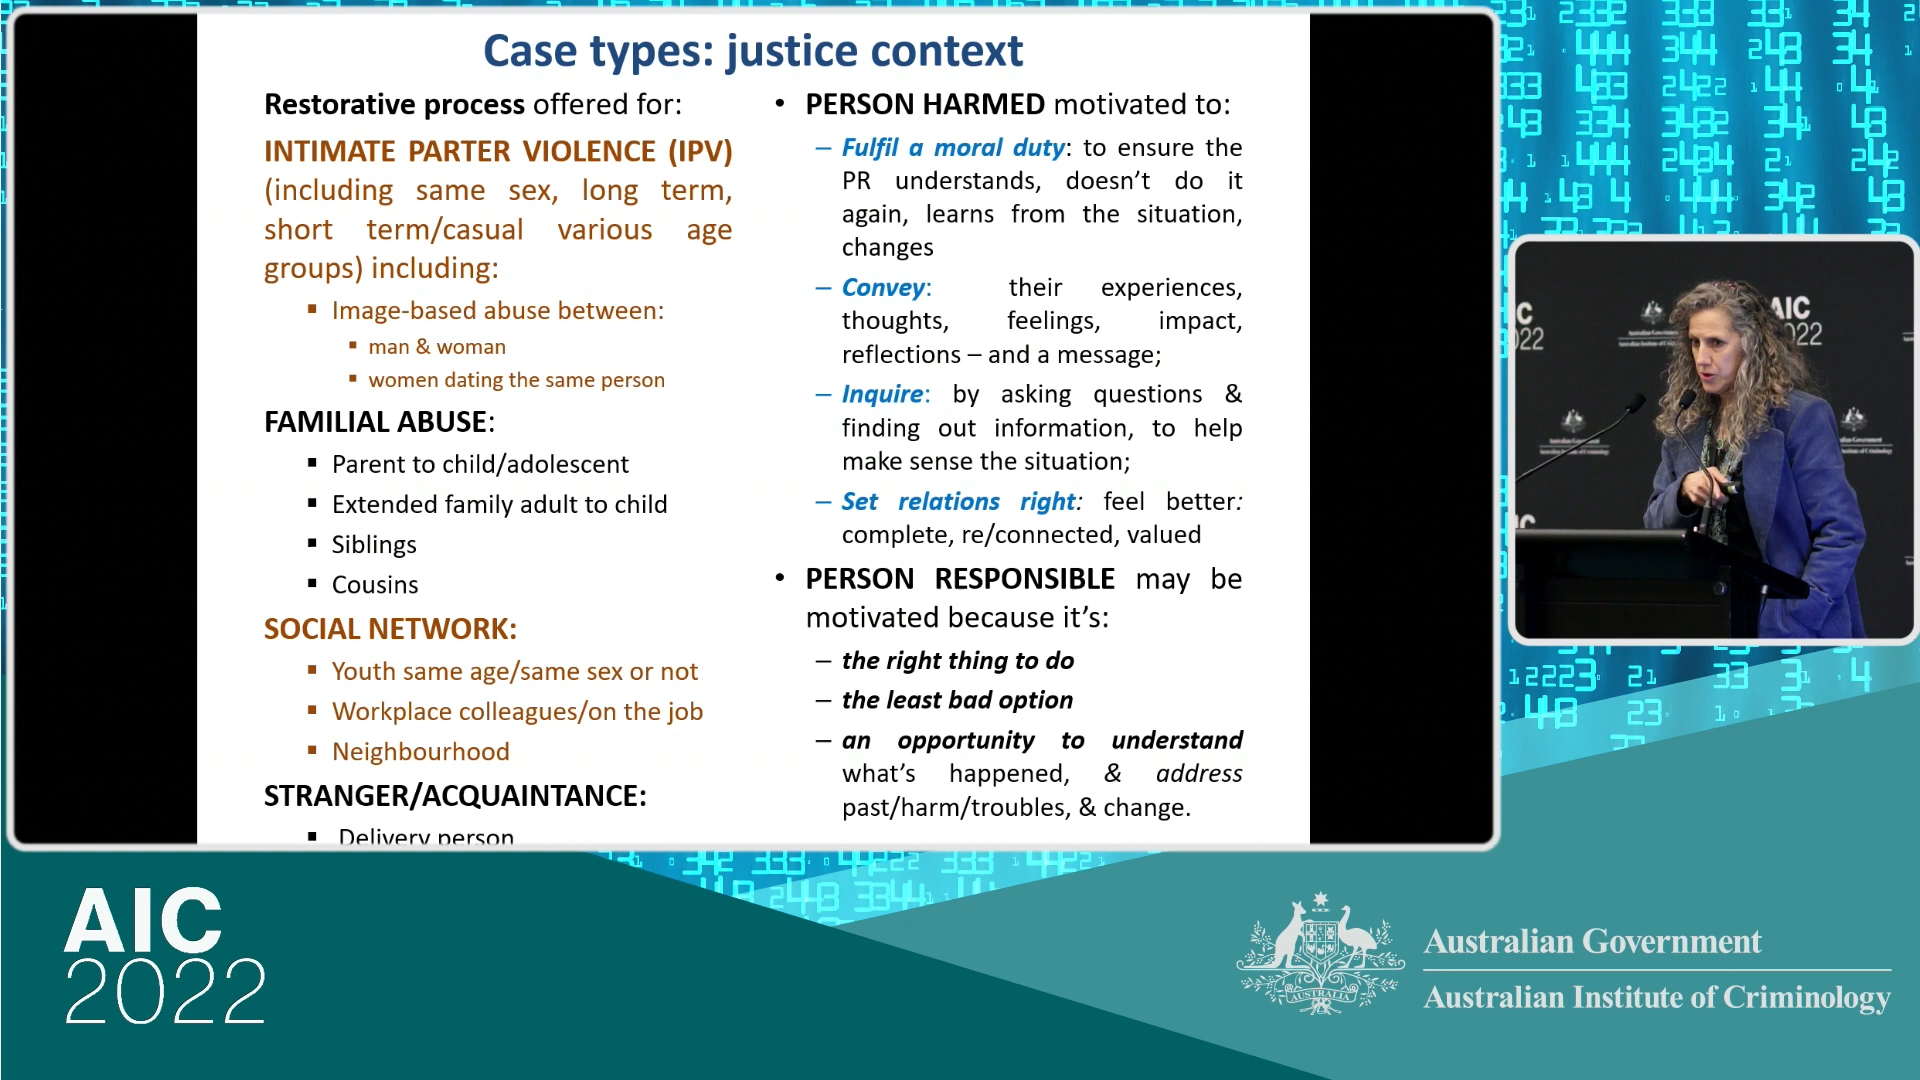 Case types: justice context
Restorative process offered for:
INTIMATE PARTER VIOLENCE (IPV)
(including same sex, long term,
short term/casual various age
groups) including:
Image-based abuse between:
man & woman
women dating the same person
FAMILIAL ABUSE:
Parent to child/adolescent
Extended family adult to child
Siblings
Cousins
SOCIAL NETWORK:
Youth same age/same sex or not
Workplace colleagues/on the job
Neighbourhood
STRANGER/ACQUAINTANCE:
Delivery person
• PERSON HARMED motivated to:
– Fulfil a moral duty: to ensure the
PR understands, doesn’t do it
again, learns from the situation,
changes
– Convey: their experiences,
thoughts, feelings, impact,
reflections – and a message;
– Inquire: by asking questions &
finding out information, to help
make sense the situation;
– Set relations right: feel better:
complete, re/connected, valued
• PERSON RESPONSIBLE may be
motivated because it’s:
– the right thing to do
– the least bad option
– an opportunity to understand
what’s happened, & address
past/harm/troubles, & change.
AIC
2022
AIC
2022
Australian Government
Australian Institute of Criminology
AUSTRALIA